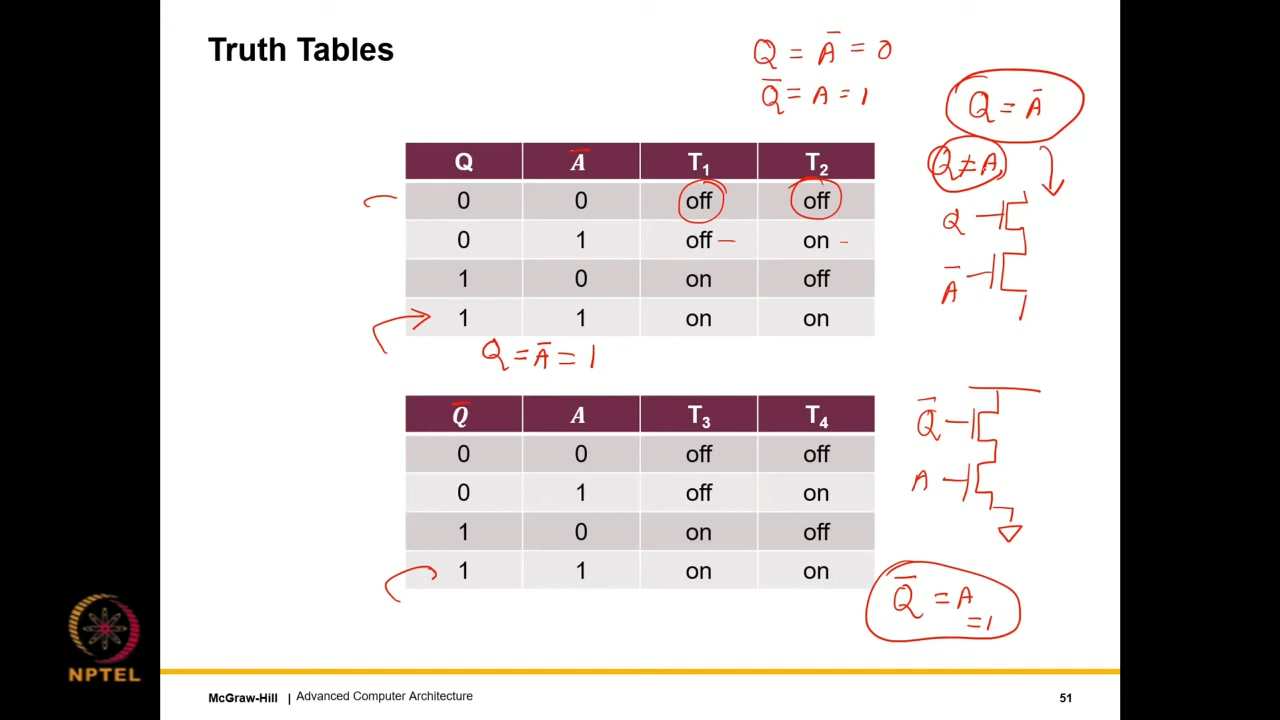 Truth Tables
Q = A̅ = 0
Q̅ = A = 1
Q = A̅
Q ≠ A,
Q A̅ T₁ T₂
0 0 off off
0 1 off on
1 0 on off
1 1 on on
Q
A̅
Q = A̅ = 1
Q̅ A T₃ T₄
0 0 off off
0 1 off on
1 0 on off
1 1 on on
Q̅
A
Q̅ = A
= 1
NPTEL
McGraw-Hill | Advanced Computer Architecture 51